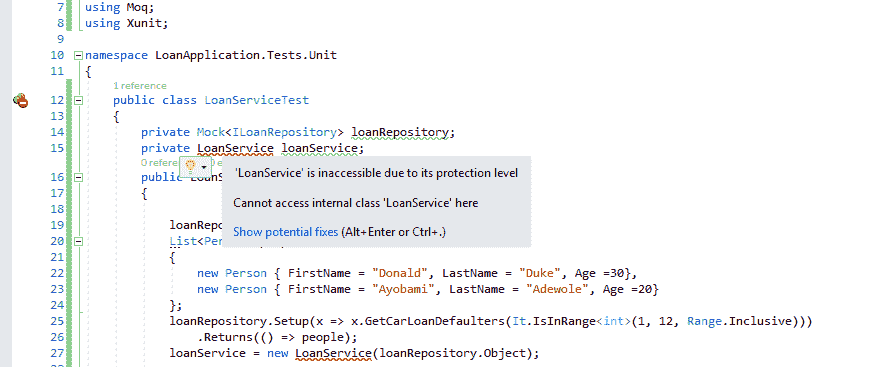 7 using Moq;
8 using Xunit;
9
10 namespace LoanApplication.Tests.Unit
11 {
1 reference
12 public class LoanServiceTest
13 {
14 private Mock<ILoanRepository> loanRepository;
15 private LoanService loanService;
0 referenc
16 public LoanS
'LoanService' is inaccessible due to its protection level
17 {
Cannot access internal class 'LoanService' here
18
19 loanRepo
Show potential fixes (Alt+Enter or Ctrl+.)
20 List<Per
21 {
22 new Person { FirstName = "Donald", LastName = "Duke", Age =30},
23 new Person { FirstName = "Ayobami", LastName = "Adewole", Age =20}
24 };
25 loanRepository.Setup(x => x.GetCarLoanDefaulters(It.IsInRange<int>(1, 12, Range.Inclusive)))
26 .Returns(() => people);
27 loanService = new LoanService(loanRepository.Object);